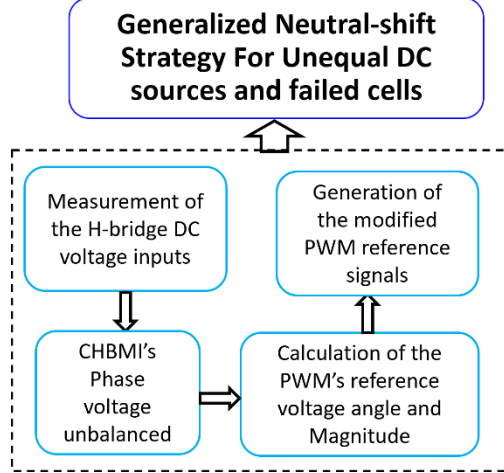 Generalized Neutral-shift
Strategy For Unequal DC
sources and failed cells
Measurement of
the H-bridge DC
voltage inputs
CHBMI's
Phase
voltage
unbalanced
Calculation of the
PWM's reference
voltage angle and
Magnitude
Generation of
the modified
PWM reference
signals